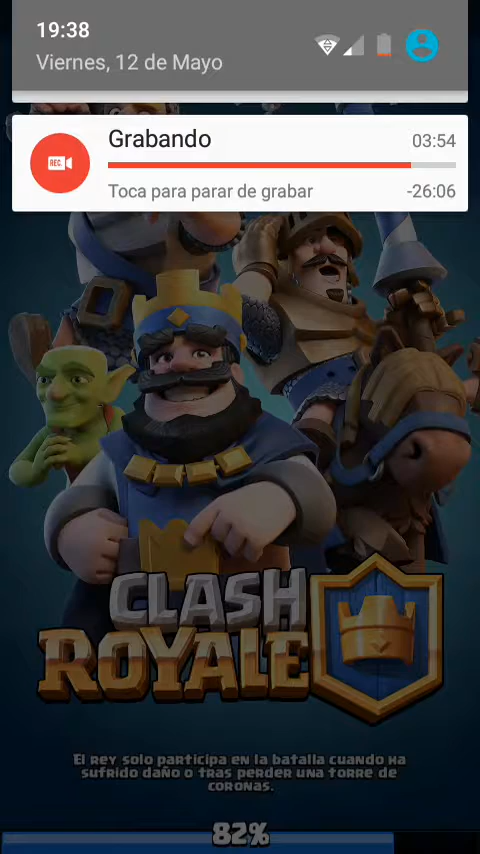 19:38
Viernes, 12 de Mayo
Grabando
03:54
REC
Toca para parar de grabar
-26:06
CLASH
ROYALE
El rey solo participa en la batalla cuando ha
sufrido daño o tras perder una torre de
coronas.
82%